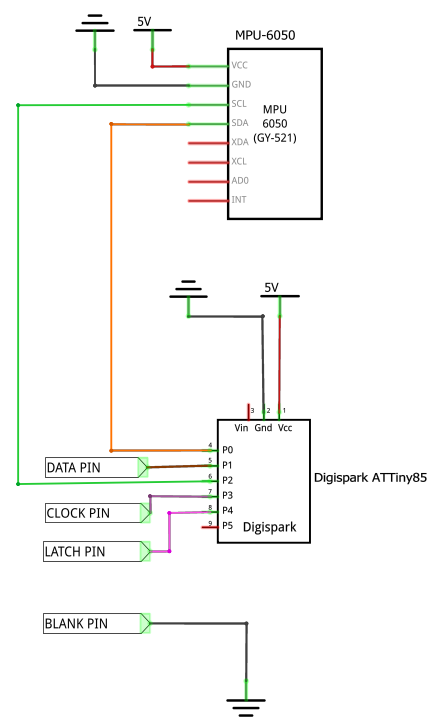 5V
MPU-6050
VCC
GND
SCL
SDA
XDA
XCL
AD0
INT
MPU
6050
(GY-521)
5V
3 2 1
Vin Gnd Vcc
4 P0
5 P1
6 P2
7 P3
8 P4
9 P5
Digispark
Digispark ATTiny85
DATA PIN
CLOCK PIN
LATCH PIN
BLANK PIN